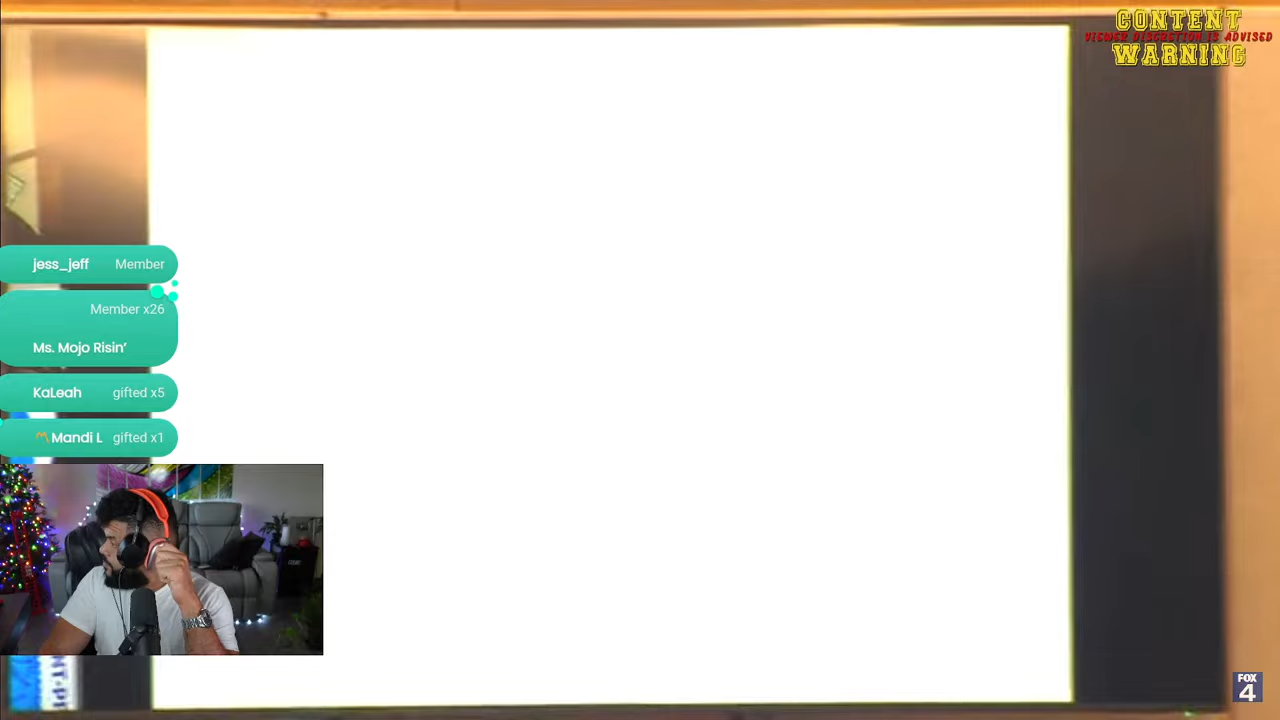 CONTENT
VIEWER DISCRETION IS ADVISED
WARNING
jess_jeff Member
Member x26
Ms. Mojo Risin'
KaLeah gifted x5
Mandi L gifted x1
FOX
4